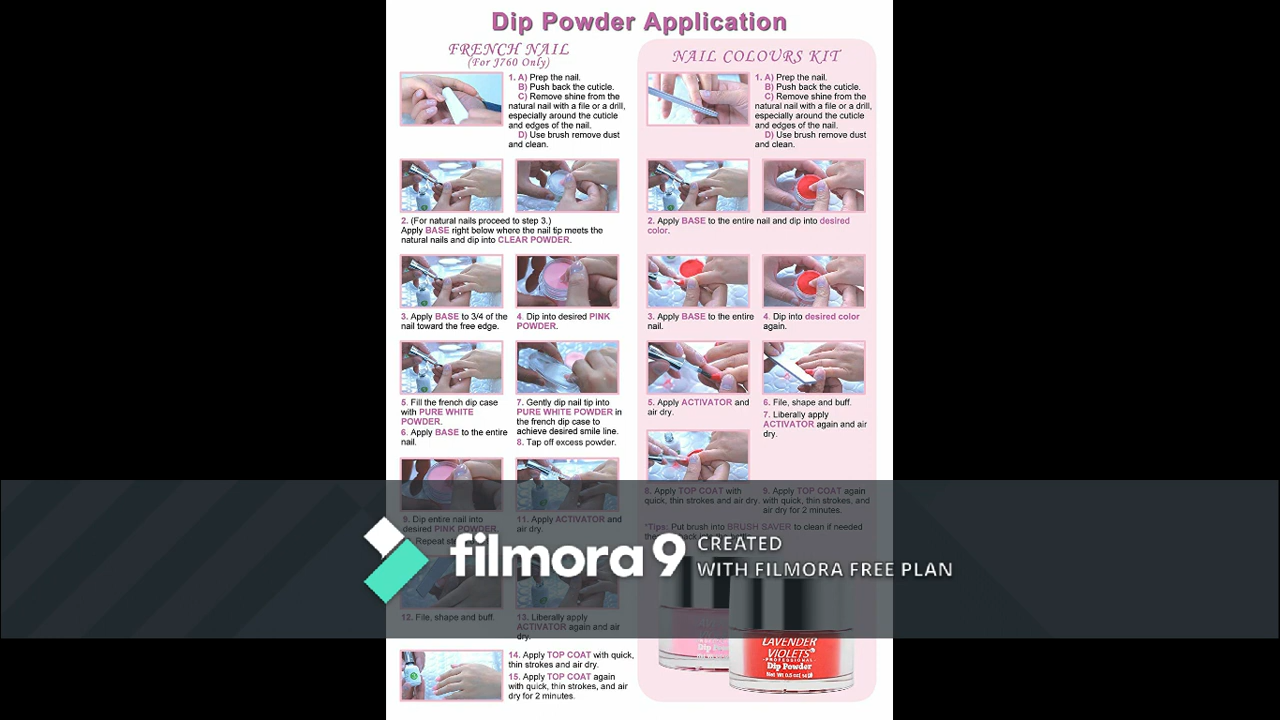 Dip Powder Application
FRENCH NAIL
(For J760 Only)
1. A) Prep the nail.
B) Push back the cuticle.
C) Remove shine from the
natural nail with a file or a drill,
especially around the cuticle
and edges of the nail.
D) Use brush remove dust
and clean.
2. (For natural nails proceed to step 3.)
Apply BASE right below where the nail tip meets the
natural nails and dip into CLEAR POWDER.
3. Apply BASE to 3/4 of the
nail toward the free edge.
4. Dip into desired PINK
POWDER.
5. Fill the french dip case
with PURE WHITE
POWDER.
6. Apply BASE to the entire
nail.
7. Gently dip nail tip into
PURE WHITE POWDER in
the french dip case to
achieve desired smile line.
8. Tap off excess powder.
9. Dip entire nail into
desired PINK POWDER.
Repeat
11. Apply ACTIVATOR and
air dry.
12. File, shape and buff.
13. Liberally apply
ACTIVATOR again and air
dry.
14. Apply TOP COAT with quick,
thin strokes and air dry.
15. Apply TOP COAT again
with quick, thin strokes, and air
dry for 2 minutes.
NAIL COLOURS KIT
1. A) Prep the nail.
B) Push back the cuticle.
C) Remove shine from the
natural nail with a file or a drill,
especially around the cuticle
and edges of the nail.
D) Use brush remove dust
and clean.
2. Apply BASE to the entire nail and dip into desired
color.
3. Apply BASE to the entire
nail.
4. Dip into desired color
again.
5. Apply ACTIVATOR and
air dry.
6. File, shape and buff.
7. Liberally apply
ACTIVATOR again and air
dry.
8. Apply TOP COAT with
quick, thin strokes and air dry.
9. Apply TOP COAT again
with quick, thin strokes, and
air dry for 2 minutes.
*Tips: Put brush into BRUSH SAVER to clean if needed
filmora9
CREATED
WITH FILMORA FREE PLAN
LAVENDER
VIOLETS®
PROFESSIONAL
Dip Powder
Net Wt 0.5 oz